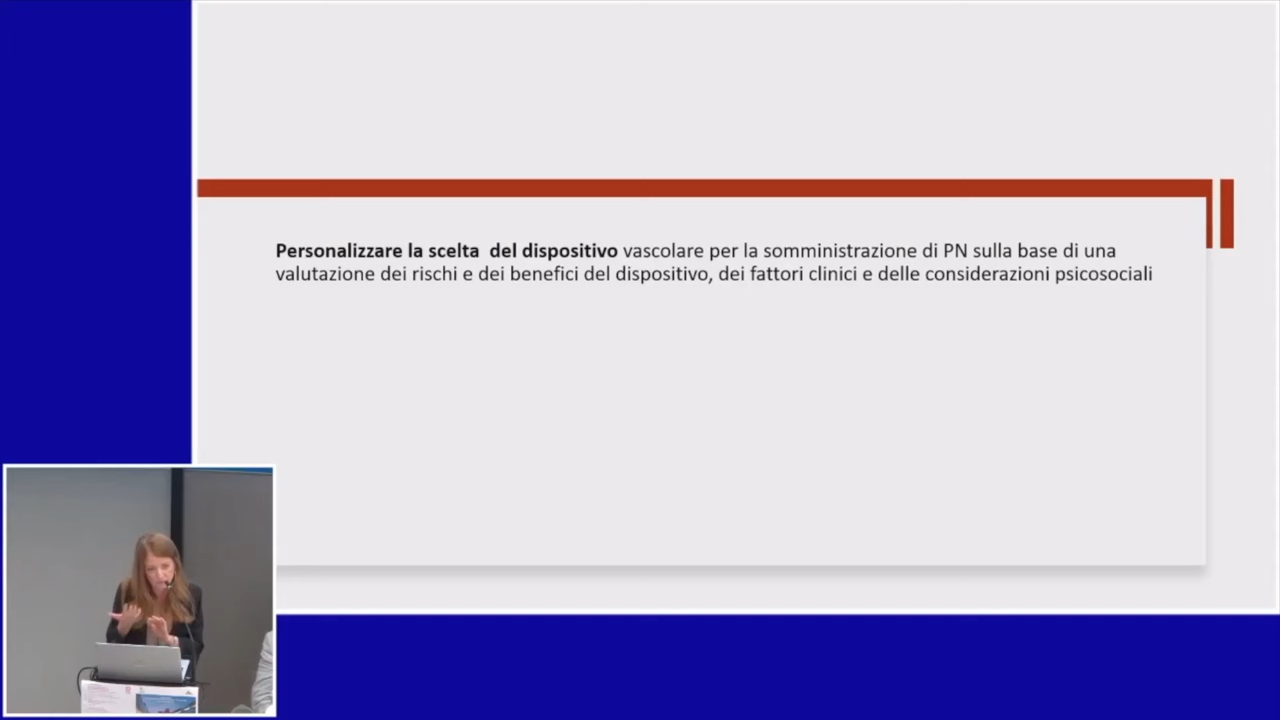 Personalizzare la scelta  del dispositivo vascolare per la somministrazione di PN sulla base di una
valutazione dei rischi e dei benefici del dispositivo, dei fattori clinici e delle considerazioni psicosociali